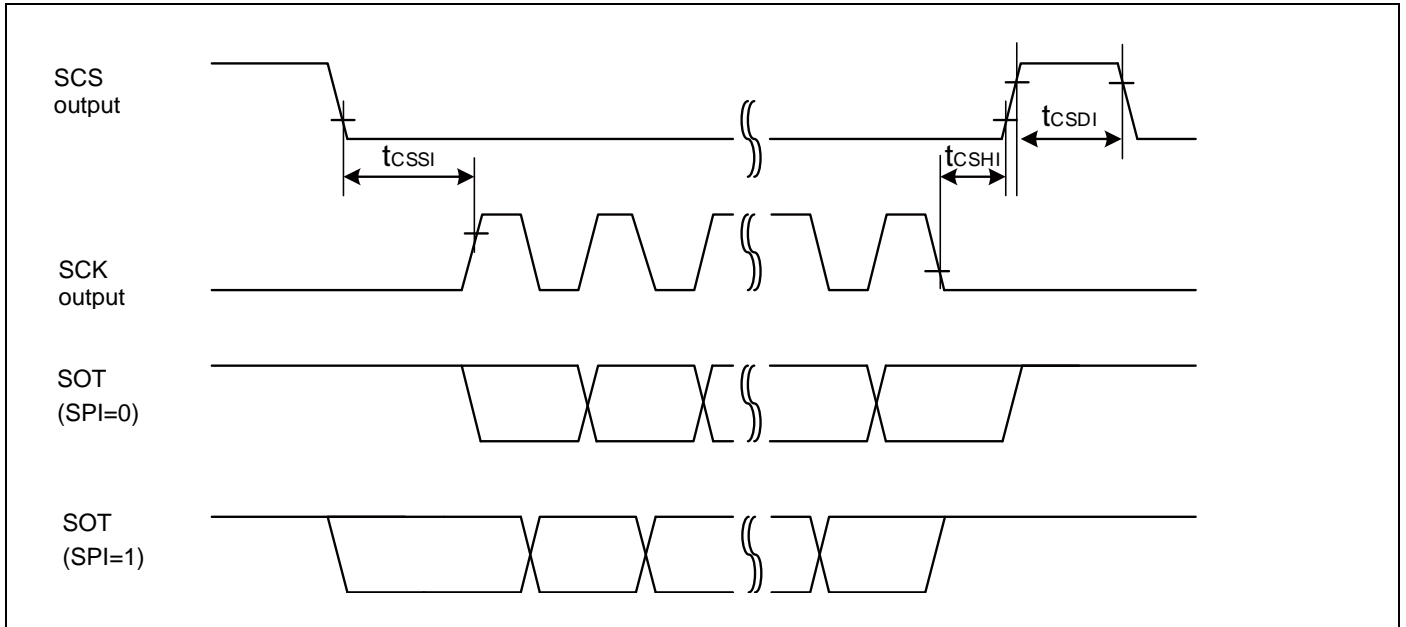 SCS
output
tCSSI
tCSHI
tCSDI
SCK
output
SOT
(SPI=0)
SOT
(SPI=1)